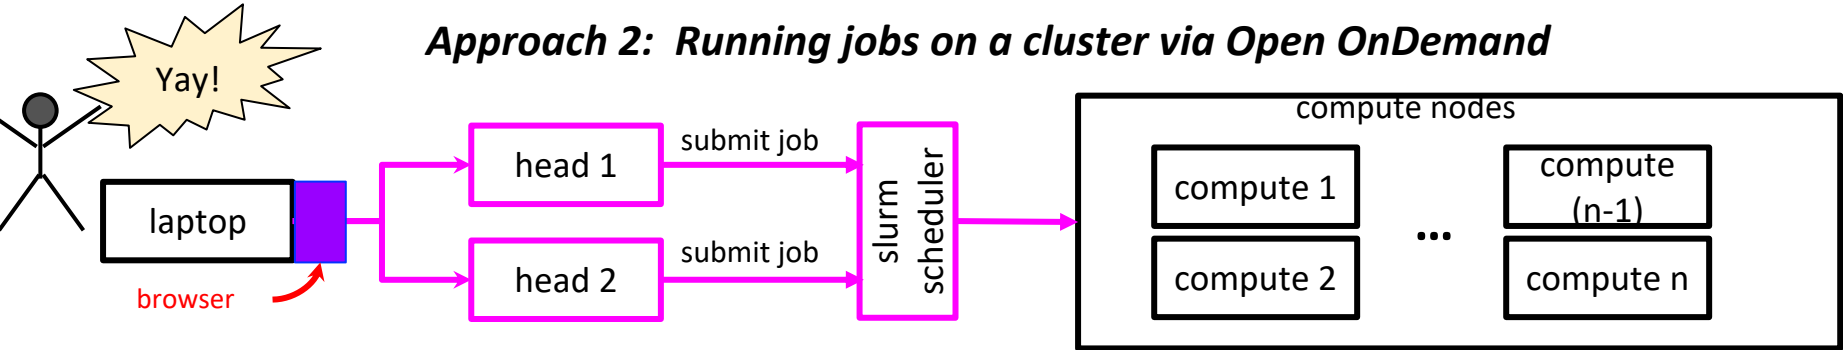 Approach 2: Running jobs on a cluster via Open OnDemand
Yay!
laptop
browser
head 1
head 2
submit job
submit job
slurm
scheduler
compute nodes
compute 1
compute 2
...
compute
(n-1)
compute n